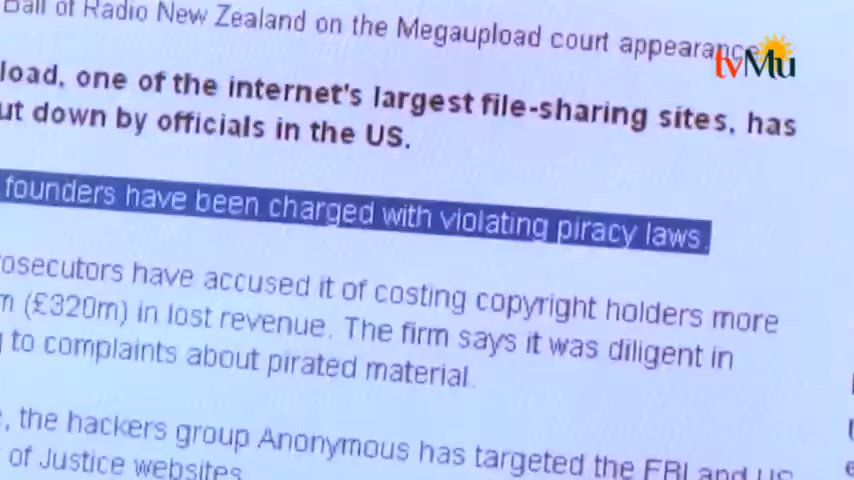 Ball of Radio New Zealand on the Megaupload court appearance
tvMu
load, one of the internet's largest file-sharing sites, has
ut down by officials in the US.
founders have been charged with violating piracy laws.
osecutors have accused it of costing copyright holders more
m (£320m) in lost revenue. The firm says it was diligent in
to complaints about pirated material.
, the hackers group Anonymous has targeted the FBI and US
of Justice websites.